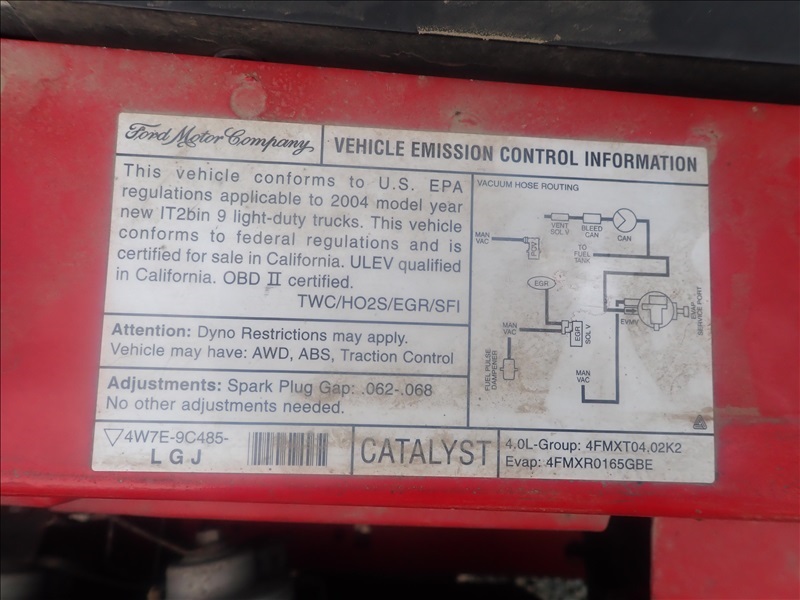 Ford Motor Company
VEHICLE EMISSION CONTROL INFORMATION
This vehicle conforms to U.S. EPA
regulations applicable to 2004 model year
new IT2bin 9 light-duty trucks. This vehicle
conforms to federal regulations and is
certified for sale in California. ULEV qualified
in California. OBD II certified.
TWC/HO2S/EGR/SFI
Attention: Dyno Restrictions may apply.
Vehicle may have: AWD, ABS, Traction Control
Adjustments: Spark Plug Gap: .062-.068
No other adjustments needed.
VACUUM HOSE ROUTING
VENT
SOL V
BLEED
CAN
CAN
MAN
VAC
PCV
TO FUEL
TANK
EGR
EVMV
EVAP
SERVICE PORT
MAN
VAC
EGR
SOL V
FUEL PULSE
DAMPENER
MAN
VAC
4W7E-9C485-
LGJ
CATALYST
4.0L-Group: 4FMXT04.02K2
Evap: 4FMXR0165GBE